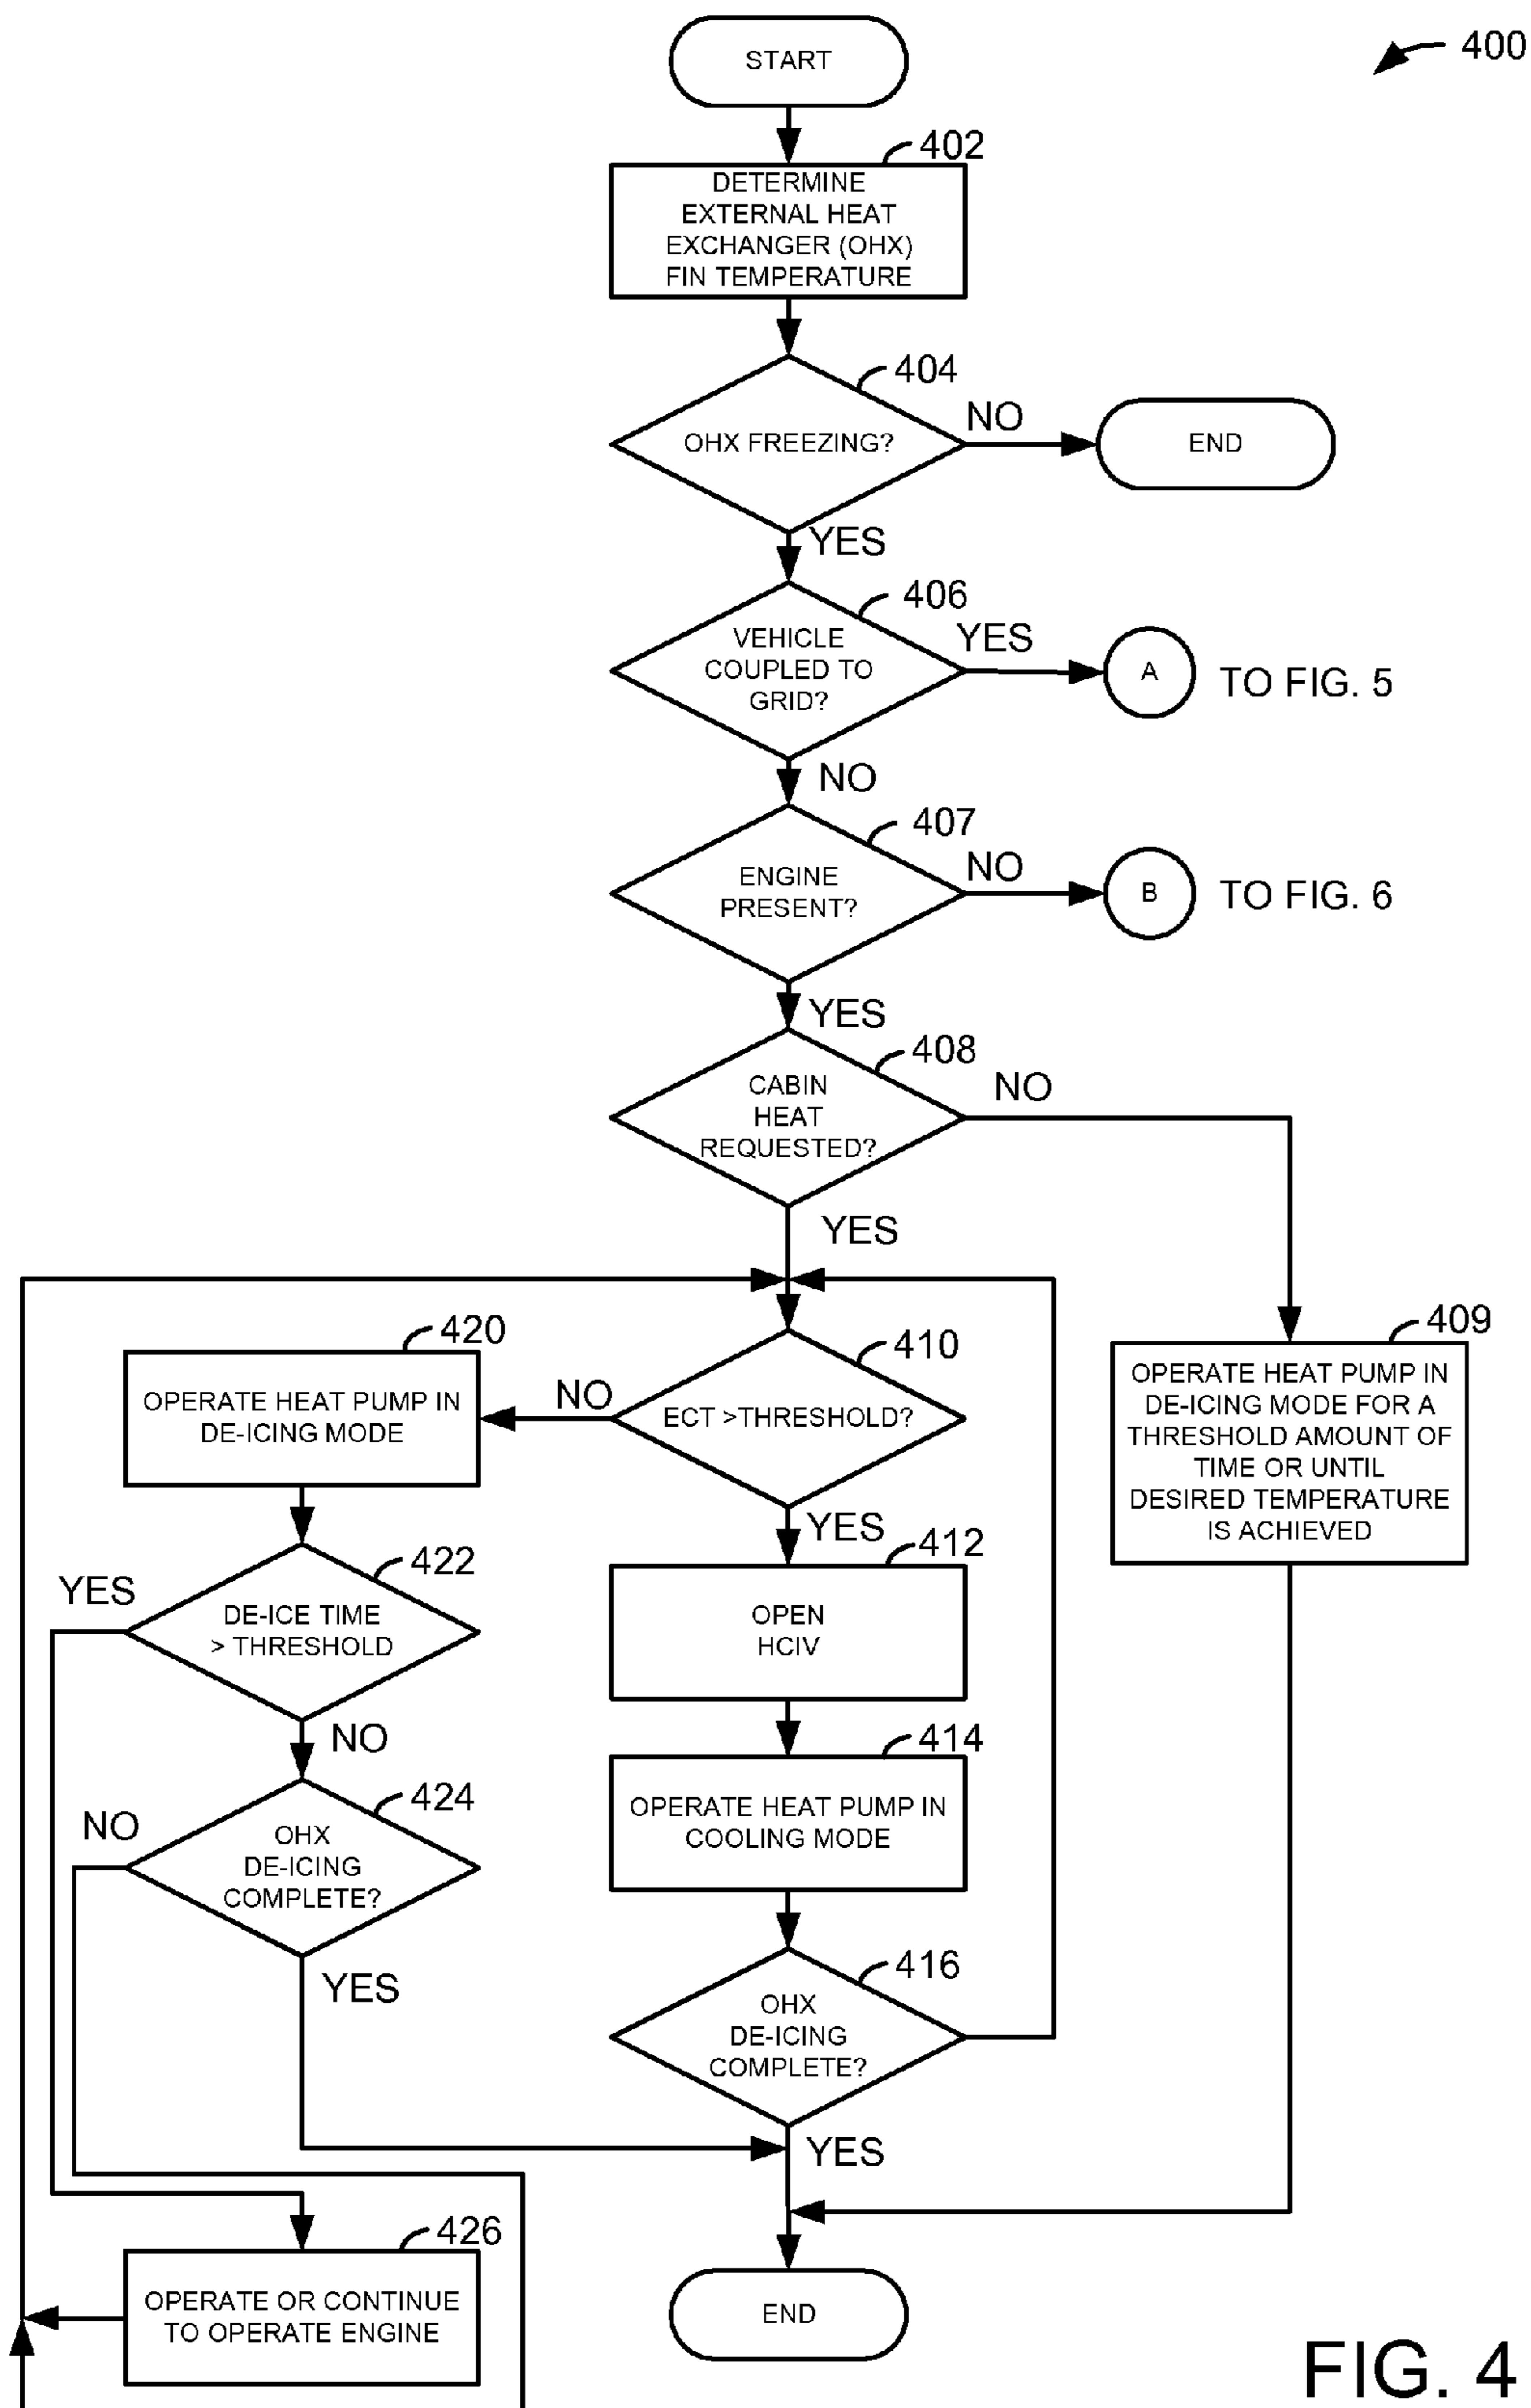 START
400
402
DETERMINE
EXTERNAL HEAT
EXCHANGER (OHX)
FIN TEMPERATURE
404
OHX FREEZING?
NO
END
YES
406
VEHICLE
COUPLED TO
GRID?
YES
A
TO FIG. 5
NO
407
ENGINE
PRESENT?
NO
B
TO FIG. 6
YES
408
CABIN
HEAT
REQUESTED?
NO
YES
409
OPERATE HEAT PUMP IN
DE-ICING MODE FOR A
THRESHOLD AMOUNT OF
TIME OR UNTIL
DESIRED TEMPERATURE
IS ACHIEVED
410
ECT >THRESHOLD?
NO
420
OPERATE HEAT PUMP IN
DE-ICING MODE
YES
412
OPEN
HCIV
422
DE-ICE TIME
> THRESHOLD
YES
NO
414
OPERATE HEAT PUMP IN
COOLING MODE
424
OHX
DE-ICING
COMPLETE?
NO
YES
416
OHX
DE-ICING
COMPLETE?
YES
426
OPERATE OR CONTINUE
TO OPERATE ENGINE
END
FIG. 4